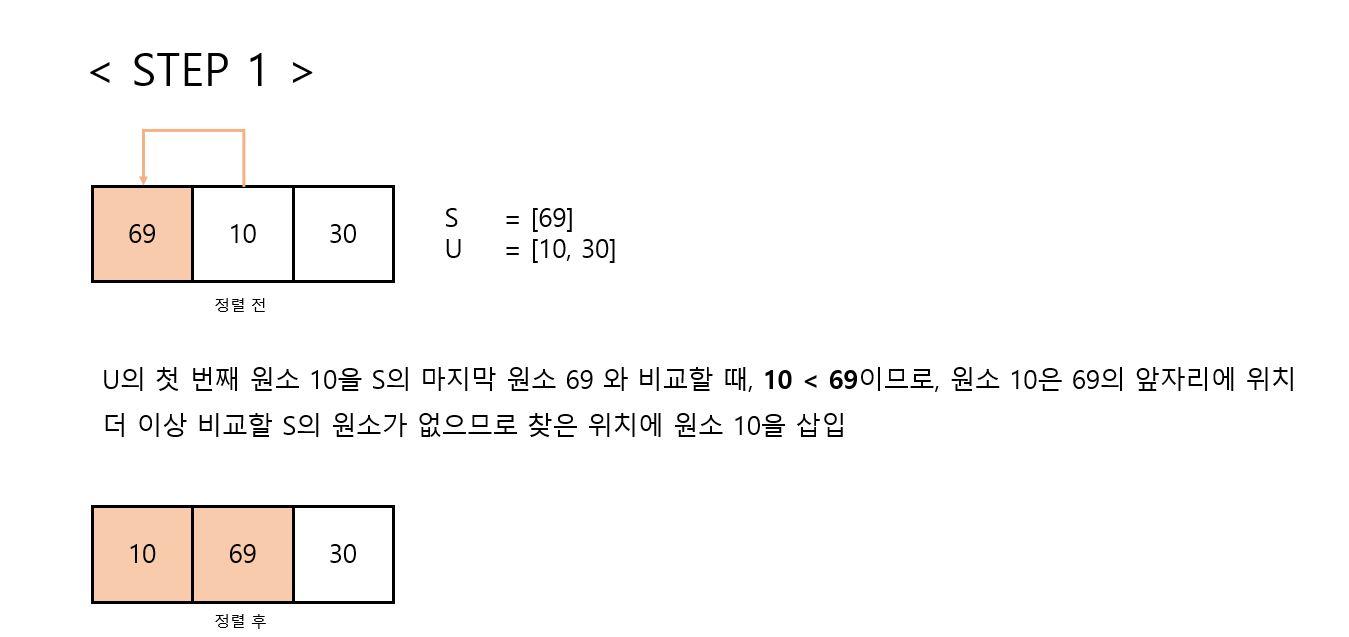 < STEP 1 >
69 10 30
S = [69]
U = [10, 30]
정렬 전
U의 첫 번째 원소 10을 S의 마지막 원소 69 와 비교할 때, 10 < 69이므로, 원소 10은 69의 앞자리에 위치
더 이상 비교할 S의 원소가 없으므로 찾은 위치에 원소 10을 삽입
10 69 30
정렬 후